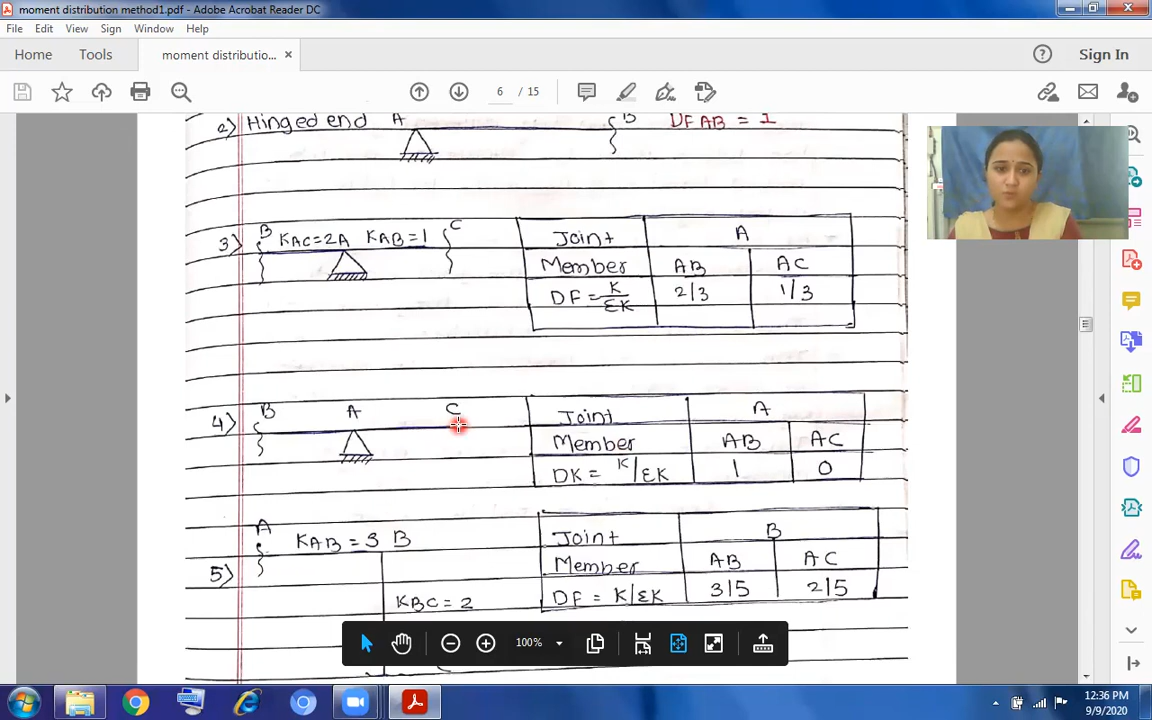 moment distribution method1.pdf - Adobe Acrobat Reader DC
File Edit View Sign Window Help
Home Tools moment distributio... × Sign In
6 / 15
2) Hinged end A B DFAB = 1
3) B KAC=2 A KAB=1 C
Joint A
Member AB AC
DF = K/ΣK 2/3 1/3
4) B A C
Joint A
Member AB AC
DK = K/ΣK 1 0
5) A KAB = 3 B
KBC = 2
Joint B
Member AB AC
DF = K/ΣK 3/5 2/5
100%
12:36 PM
9/9/2020